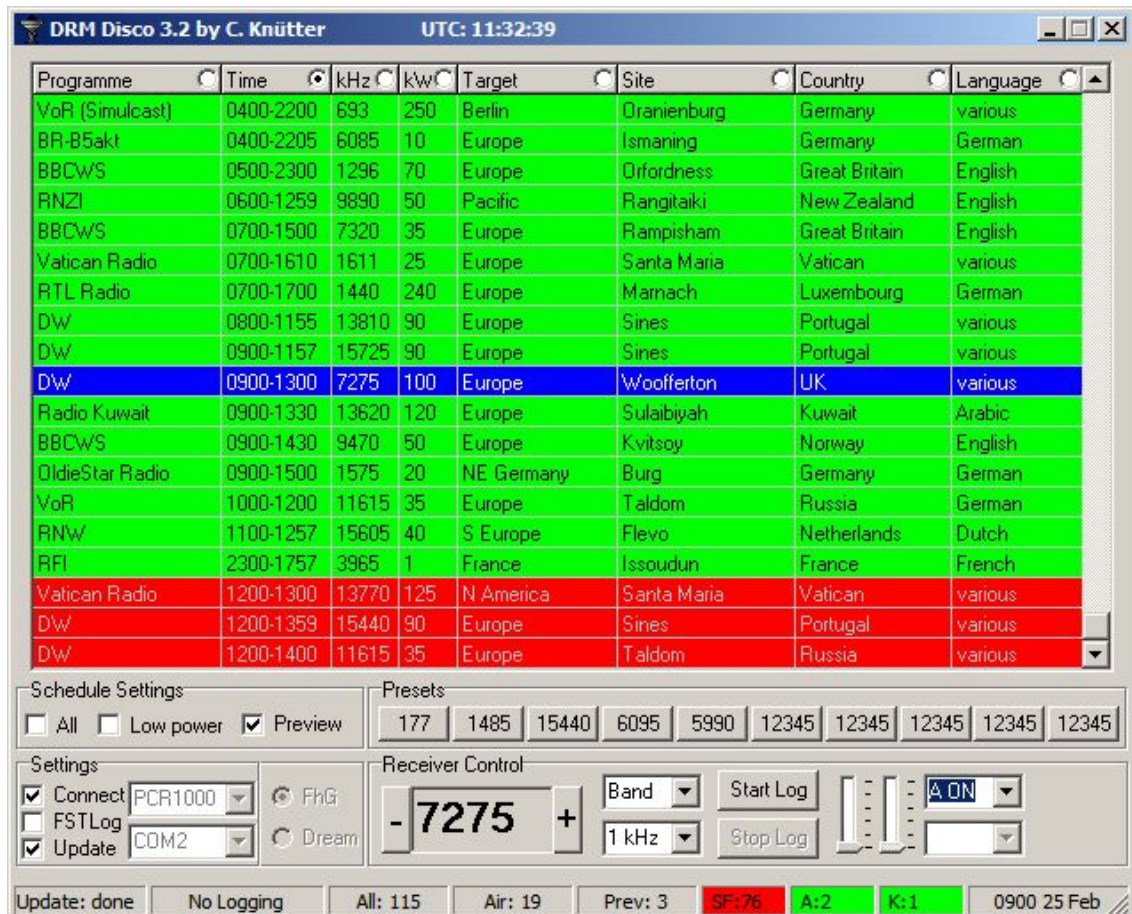 DRM Disco 3.2 by C. Knütter UTC: 11:32:39
Programme Time kHz kW Target Site Country Language
VoR (Simulcast) 0400-2200 693 250 Berlin Oranienburg Germany various
BR-B5akt 0400-2205 6085 10 Europe Ismaning Germany German
BBCWS 0500-2300 1296 70 Europe Orfordness Great Britain English
RNZI 0600-1259 9890 50 Pacific Rangitaiki New Zealand English
BBCWS 0700-1500 7320 35 Europe Rampisham Great Britain English
Vatican Radio 0700-1610 1611 25 Europe Santa Maria Vatican various
RTL Radio 0700-1700 1440 240 Europe Marnach Luxembourg German
DW 0800-1155 13810 90 Europe Sines Portugal various
DW 0900-1157 15725 90 Europe Sines Portugal various
DW 0900-1300 7275 100 Europe Woofferton UK various
Radio Kuwait 0900-1330 13620 120 Europe Sulaibiyah Kuwait Arabic
BBCWS 0900-1430 9470 50 Europe Kvitsoy Norway English
OldieStar Radio 0900-1500 1575 20 NE Germany Burg Germany German
VoR 1000-1200 11615 35 Europe Taldom Russia German
RNW 1100-1257 15605 40 S Europe Flevo Netherlands Dutch
RFI 2300-1757 3965 1 France Issoudun France French
Vatican Radio 1200-1300 13770 125 N America Santa Maria Vatican various
DW 1200-1359 15440 90 Europe Sines Portugal various
DW 1200-1400 11615 35 Europe Taldom Russia various
Schedule Settings
All Low power Preview
Presets
177 1485 15440 6095 5990 12345 12345 12345 12345 12345
Settings
Connect PCR1000 FhG
FSTLog
Update COM2 Dream
Receiver Control
- 7275 +
Band Start Log A ON
1 kHz Stop Log
Update: done No Logging All: 115 Air: 19 Prev: 3 SF:76 A:2 K:1 0900 25 Feb